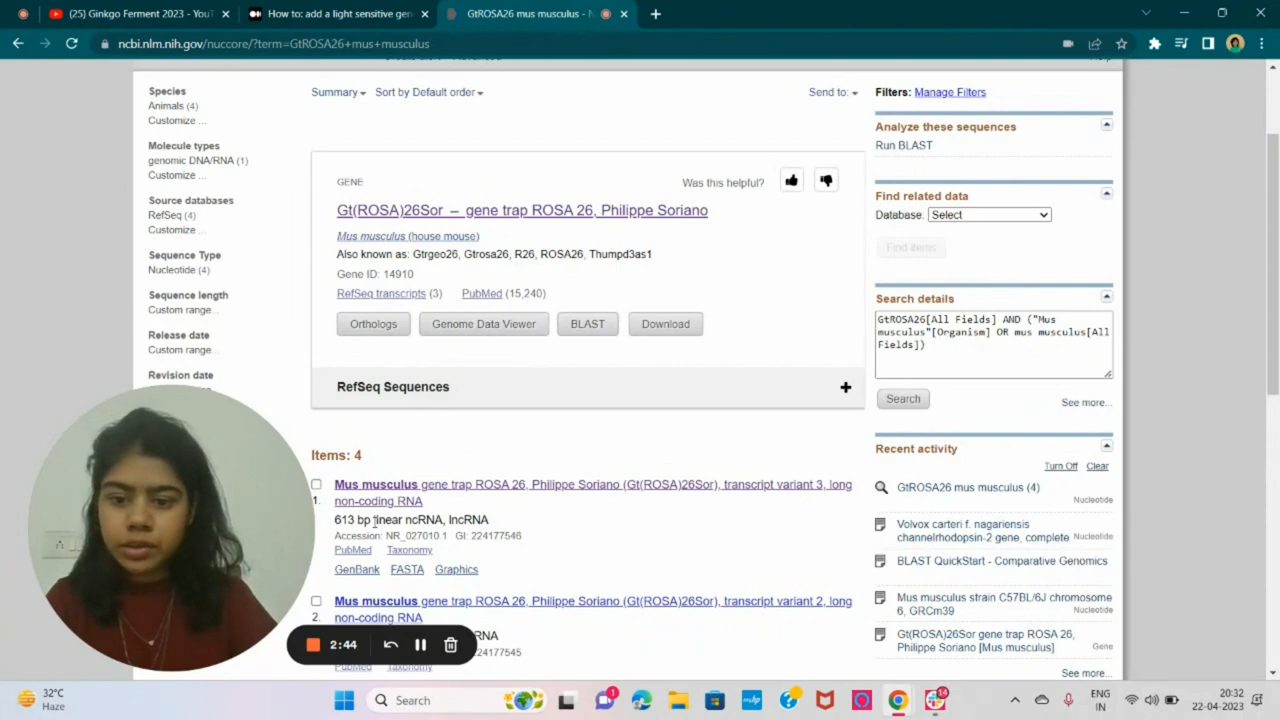 (25) Ginkgo Ferment 2023 - YouT
How to: add a light sensitive gen
GtROSA26 mus musculus - N
ncbi.nlm.nih.gov/nuccore/?term=GtROSA26+mus+musculus
Species
Animals (4)
Customize ...
Molecule types
genomic DNA/RNA (1)
Customize ...
Source databases
RefSeq (4)
Customize ...
Sequence Type
Nucleotide (4)
Sequence length
Custom range...
Release date
Custom range...
Revision date
Summary
Sort by Default order
Send to:
GENE
Was this helpful?
Gt(ROSA)26Sor – gene trap ROSA 26, Philippe Soriano
Mus musculus (house mouse)
Also known as: Gtrgeo26, Gtrosa26, R26, ROSA26, Thumpd3as1
Gene ID: 14910
RefSeq transcripts (3) PubMed (15,240)
Orthologs
Genome Data Viewer
BLAST
Download
RefSeq Sequences
Items: 4
1.
Mus musculus gene trap ROSA 26, Philippe Soriano (Gt(ROSA)26Sor), transcript variant 3, long
non-coding RNA
613 bp linear ncRNA, lncRNA
Accession: NR_027010.1 GI: 224177546
PubMed Taxonomy
GenBank FASTA Graphics
2.
Mus musculus gene trap ROSA 26, Philippe Soriano (Gt(ROSA)26Sor), transcript variant 2, long
non-coding RNA
RNA
224177545
PubMed Taxonomy
Filters: Manage Filters
Analyze these sequences
Run BLAST
Find related data
Database: Select
Find items
Search details
GtROSA26[All Fields] AND ("Mus
musculus"[Organism] OR mus musculus[All
Fields])
Search
See more...
Recent activity
Turn Off Clear
GtROSA26 mus musculus (4)
Nucleotide
Volvox carteri f. nagariensis
channelrhodopsin-2 gene, complete
Nucleotide
BLAST QuickStart - Comparative Genomics
Mus musculus strain C57BL/6J chromosome
6, GRCm39
Nucleotide
Gt(ROSA)26Sor gene trap ROSA 26,
Philippe Soriano [Mus musculus]
Gene
See more...
2:44
32°C
Haze
Search
1
14
ENG
IN
20:32
22-04-2023